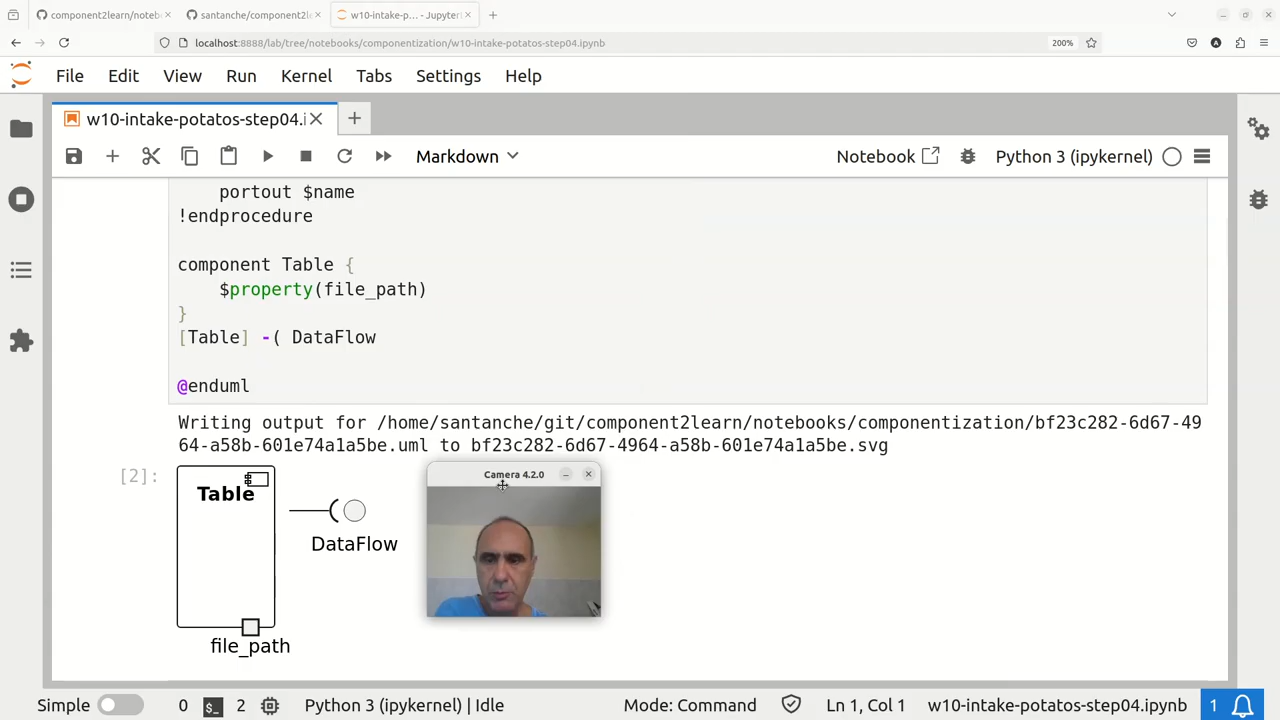 component2learn/noteb
santanche/component2l
w10-intake-p... - Jupyter
localhost:8888/lab/tree/notebooks/componentization/w10-intake-potatos-step04.ipynb
200%
File Edit View Run Kernel Tabs Settings Help
w10-intake-potatos-step04.i
Markdown
Notebook
Python 3 (ipykernel)
portout $name
!endprocedure
component Table {
$property(file_path)
}
[Table] -( DataFlow
@enduml
Writing output for /home/santanche/git/component2learn/notebooks/componentization/bf23c282-6d67-49
64-a58b-601e74a1a5be.uml to bf23c282-6d67-4964-a58b-601e74a1a5be.svg
[2]:
Table
DataFlow
file_path
Camera 4.2.0
Simple 0 $_ 2 Python 3 (ipykernel) | Idle Mode: Command Ln 1, Col 1 w10-intake-potatos-step04.ipynb 1